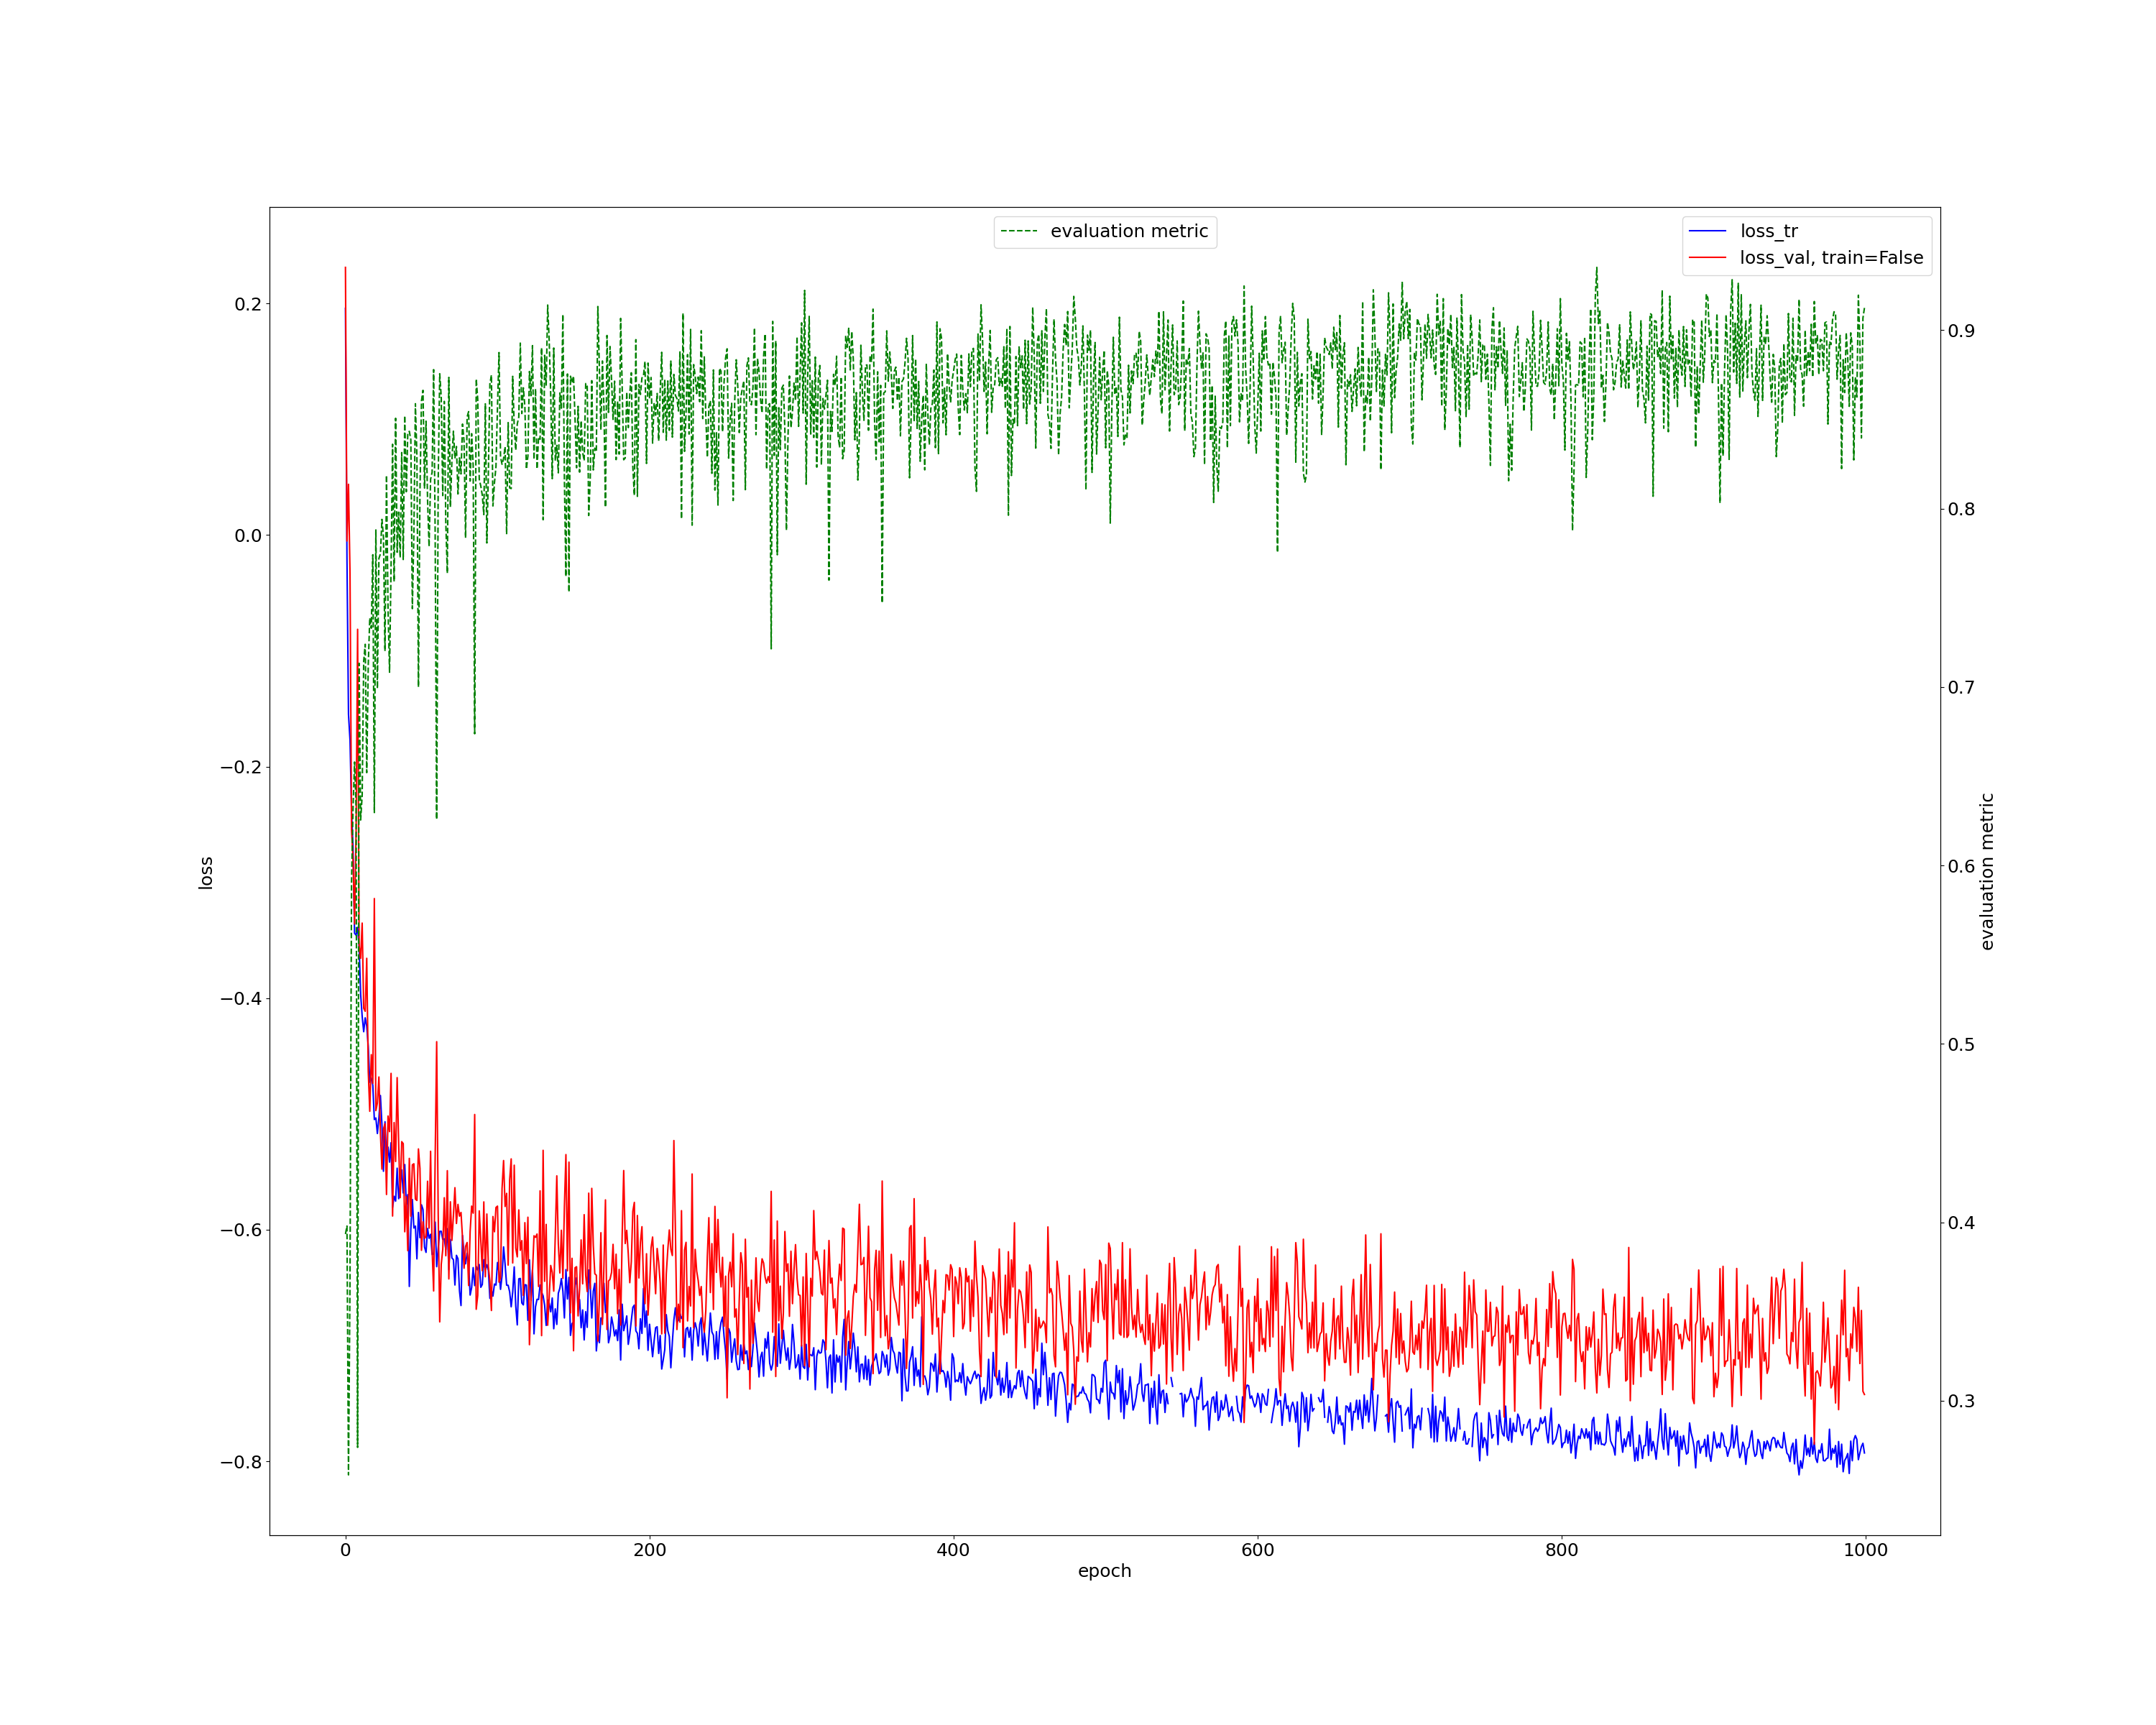 evaluation metric
loss_tr
loss_val, train=False
0.2
0.0
−0.2
−0.4
−0.6
−0.8
loss
0.9
0.8
0.7
0.6
0.5
0.4
0.3
evaluation metric
0 200 400 600 800 1000
epoch